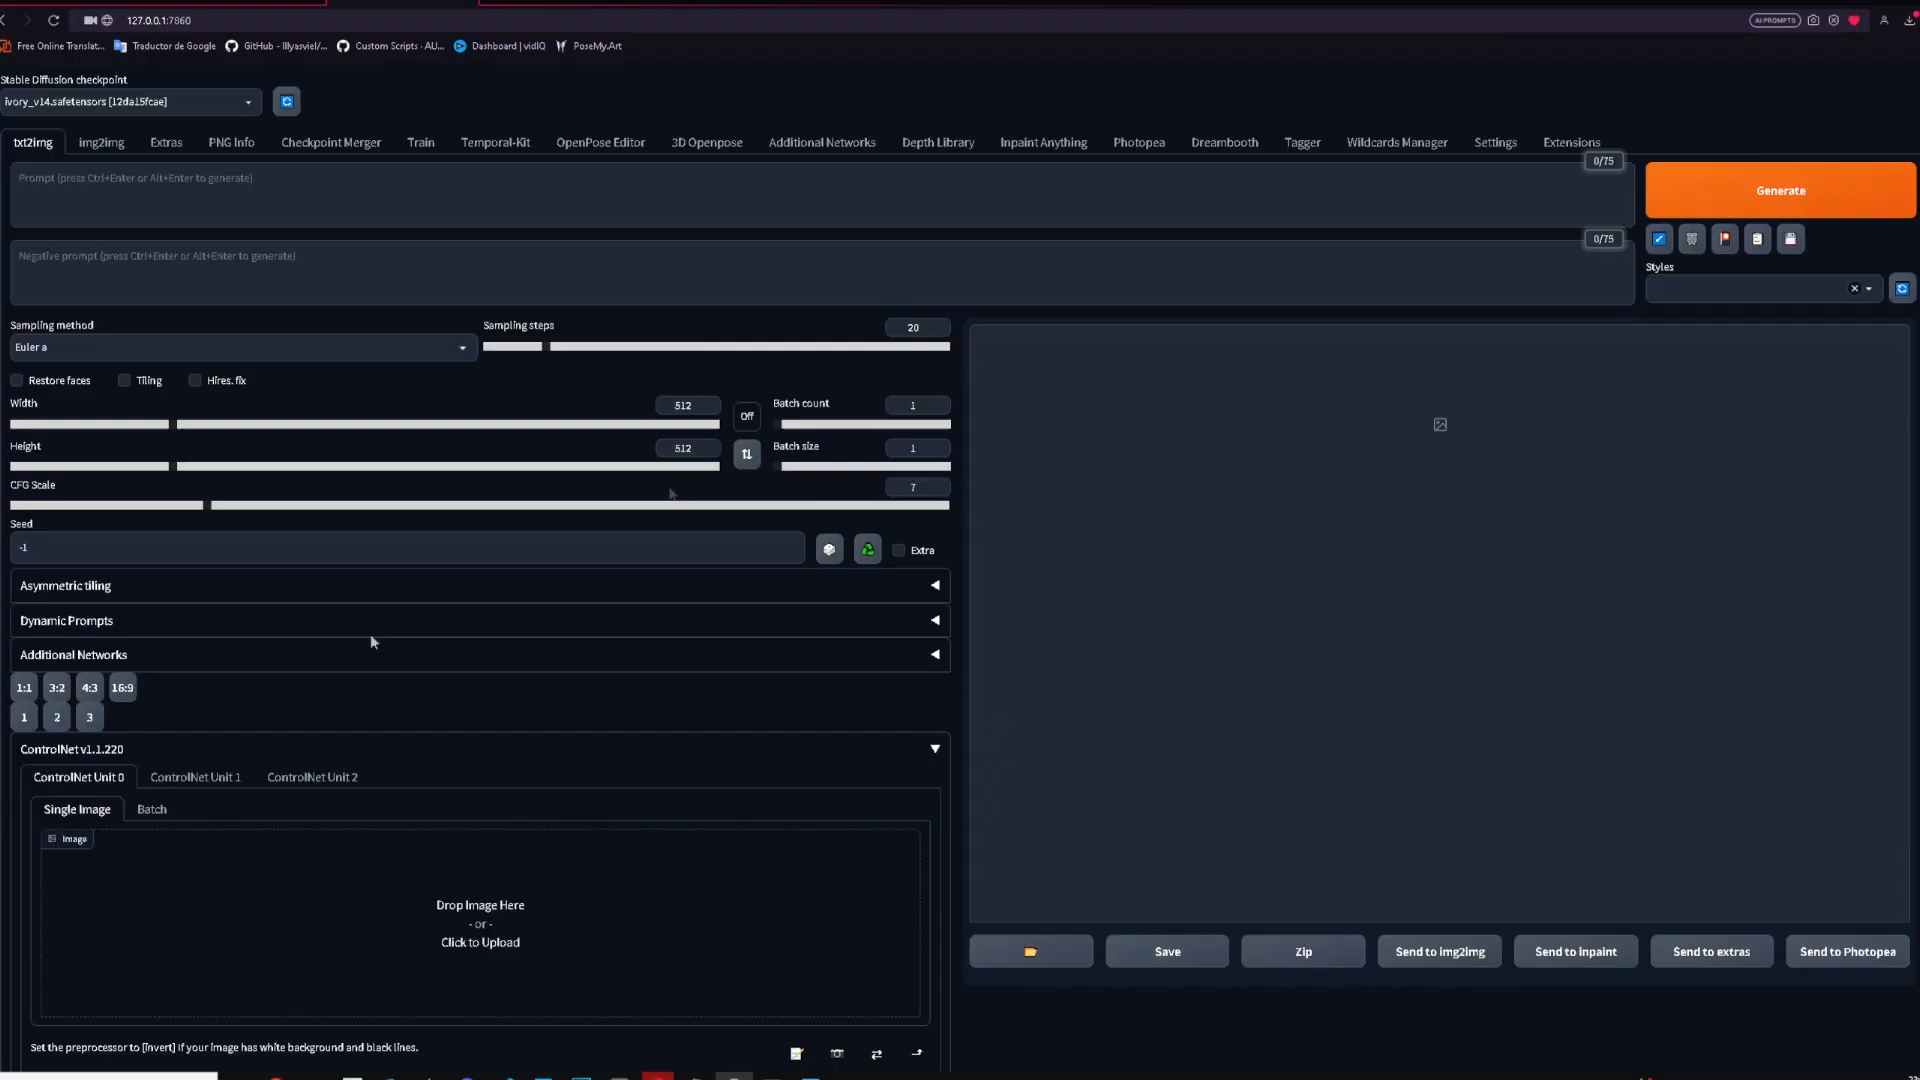 127.0.0.1:7860
AI PROMPTS
Free Online Translat... Traductor de Google GitHub - lllyasviel/... Custom Scripts · AU... Dashboard | vidIQ PoseMy.Art
Stable Diffusion checkpoint
ivory_v14.safetensors [12da15fcae]
txt2img img2img Extras PNG Info Checkpoint Merger Train Temporal-Kit OpenPose Editor 3D Openpose Additional Networks Depth Library Inpaint Anything Photopea Dreambooth Tagger Wildcards Manager Settings Extensions
0/75
Prompt (press Ctrl+Enter or Alt+Enter to generate)
Generate
0/75
Negative prompt (press Ctrl+Enter or Alt+Enter to generate)
Styles
Sampling method
Euler a
Sampling steps
20
Restore faces Tiling Hires. fix
Width
512
Off
Batch count
1
Height
512
Batch size
1
CFG Scale
7
Seed
-1
Extra
Asymmetric tiling
Dynamic Prompts
Additional Networks
1:1 3:2 4:3 16:9
1 2 3
ControlNet v1.1.220
ControlNet Unit 0 ControlNet Unit 1 ControlNet Unit 2
Single Image Batch
Image
Drop Image Here
- or -
Click to Upload
Save Zip Send to img2img Send to inpaint Send to extras Send to Photopea
Set the preprocessor to [invert] if your image has white background and black lines.